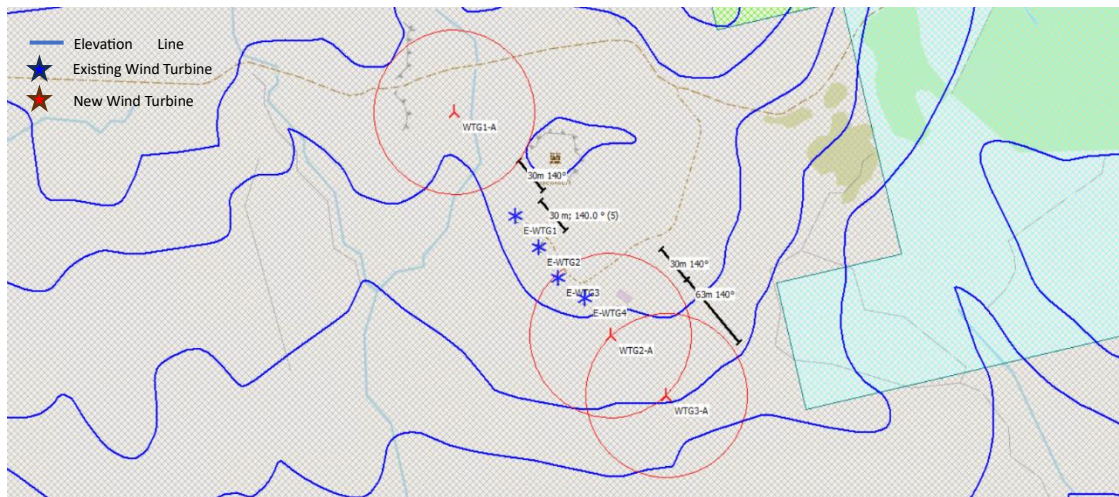 Elevation Line
Existing Wind Turbine
New Wind Turbine
WTG1-A
30m 140°
30 m; 140.0 ° (5)
E-WTG1
E-WTG2
30m 140°
E-WTG3
63m 140°
E-WTG4
WTG2-A
WTG3-A